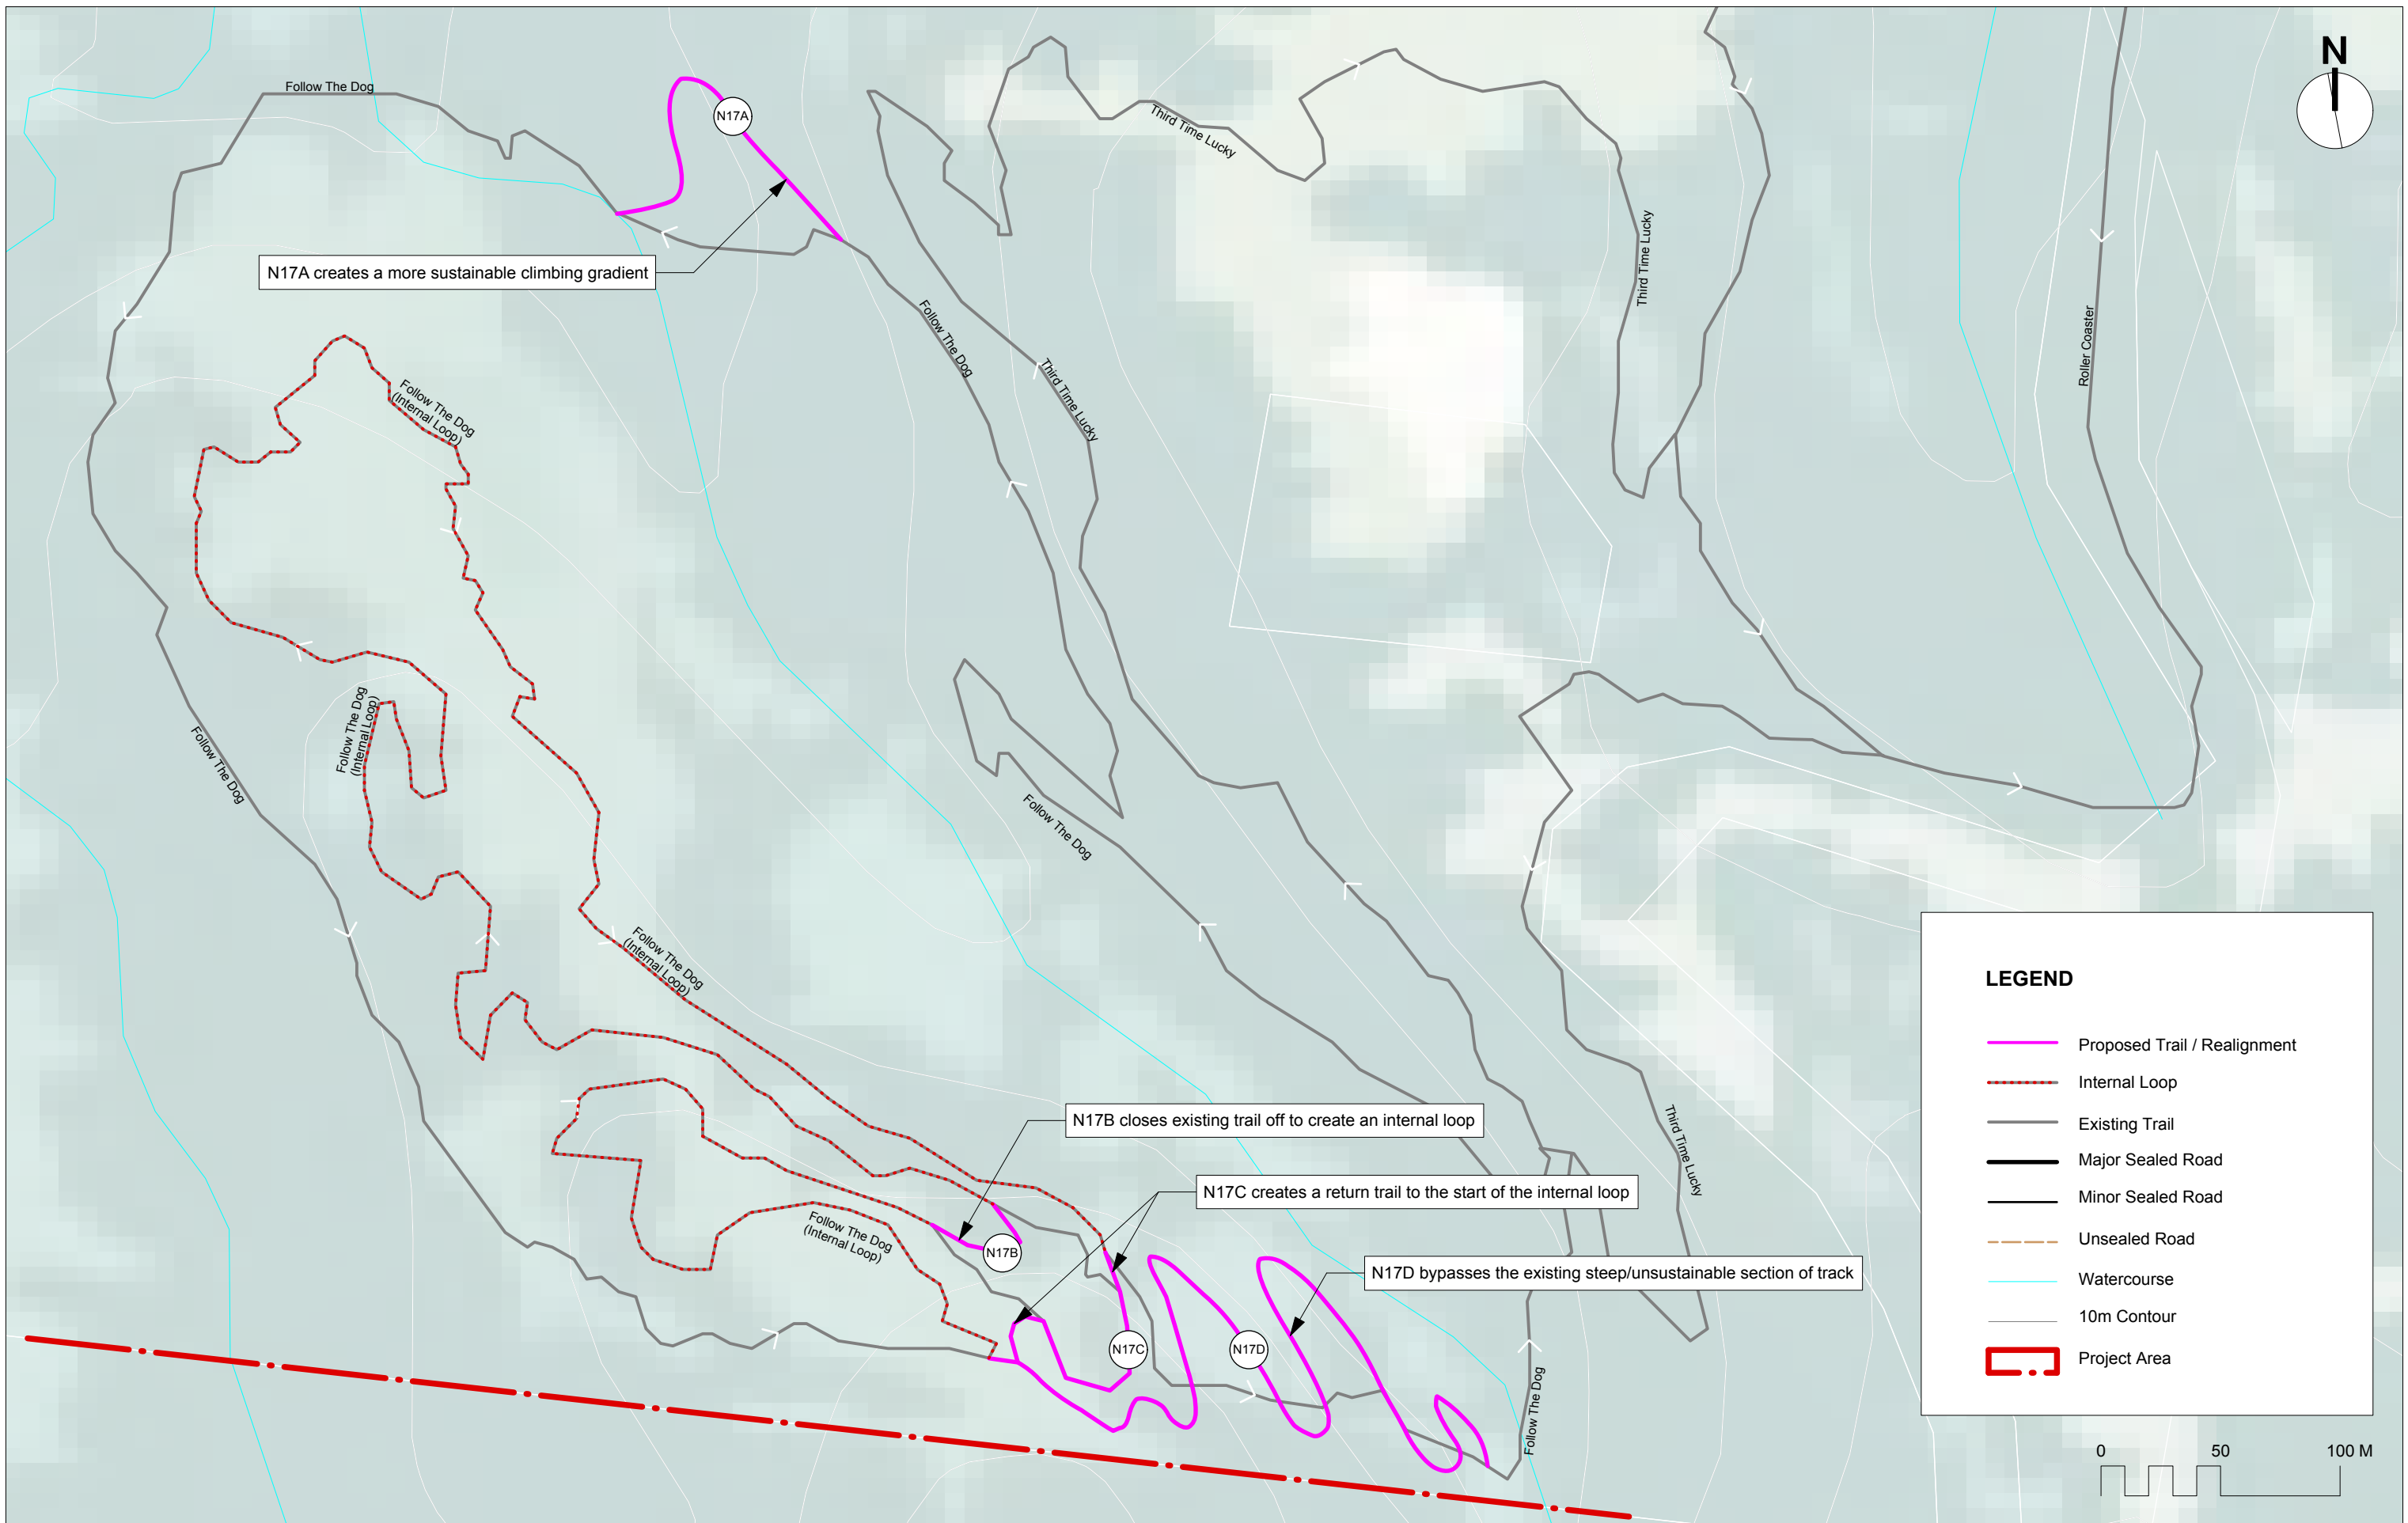 Follow The Dog
N17A
N
Third Time Lucky
Third Time Lucky
N17A creates a more sustainable climbing gradient
Follow The Dog
Third Time Lucky
Roller Coaster
Follow The Dog
(Internal Loop)
Follow The Dog
(Internal Loop)
Follow The Dog
Follow The Dog
Follow The Dog
(Internal Loop)
N17B closes existing trail off to create an internal loop
Third Time Lucky
N17C creates a return trail to the start of the internal loop
Follow The Dog
(Internal Loop)
N17B
N17D bypasses the existing steep/unsustainable section of track
N17C
N17D
Follow The Dog
LEGEND
Proposed Trail / Realignment
Internal Loop
Existing Trail
Major Sealed Road
Minor Sealed Road
Unsealed Road
Watercourse
10m Contour
Project Area
0 50 100 M